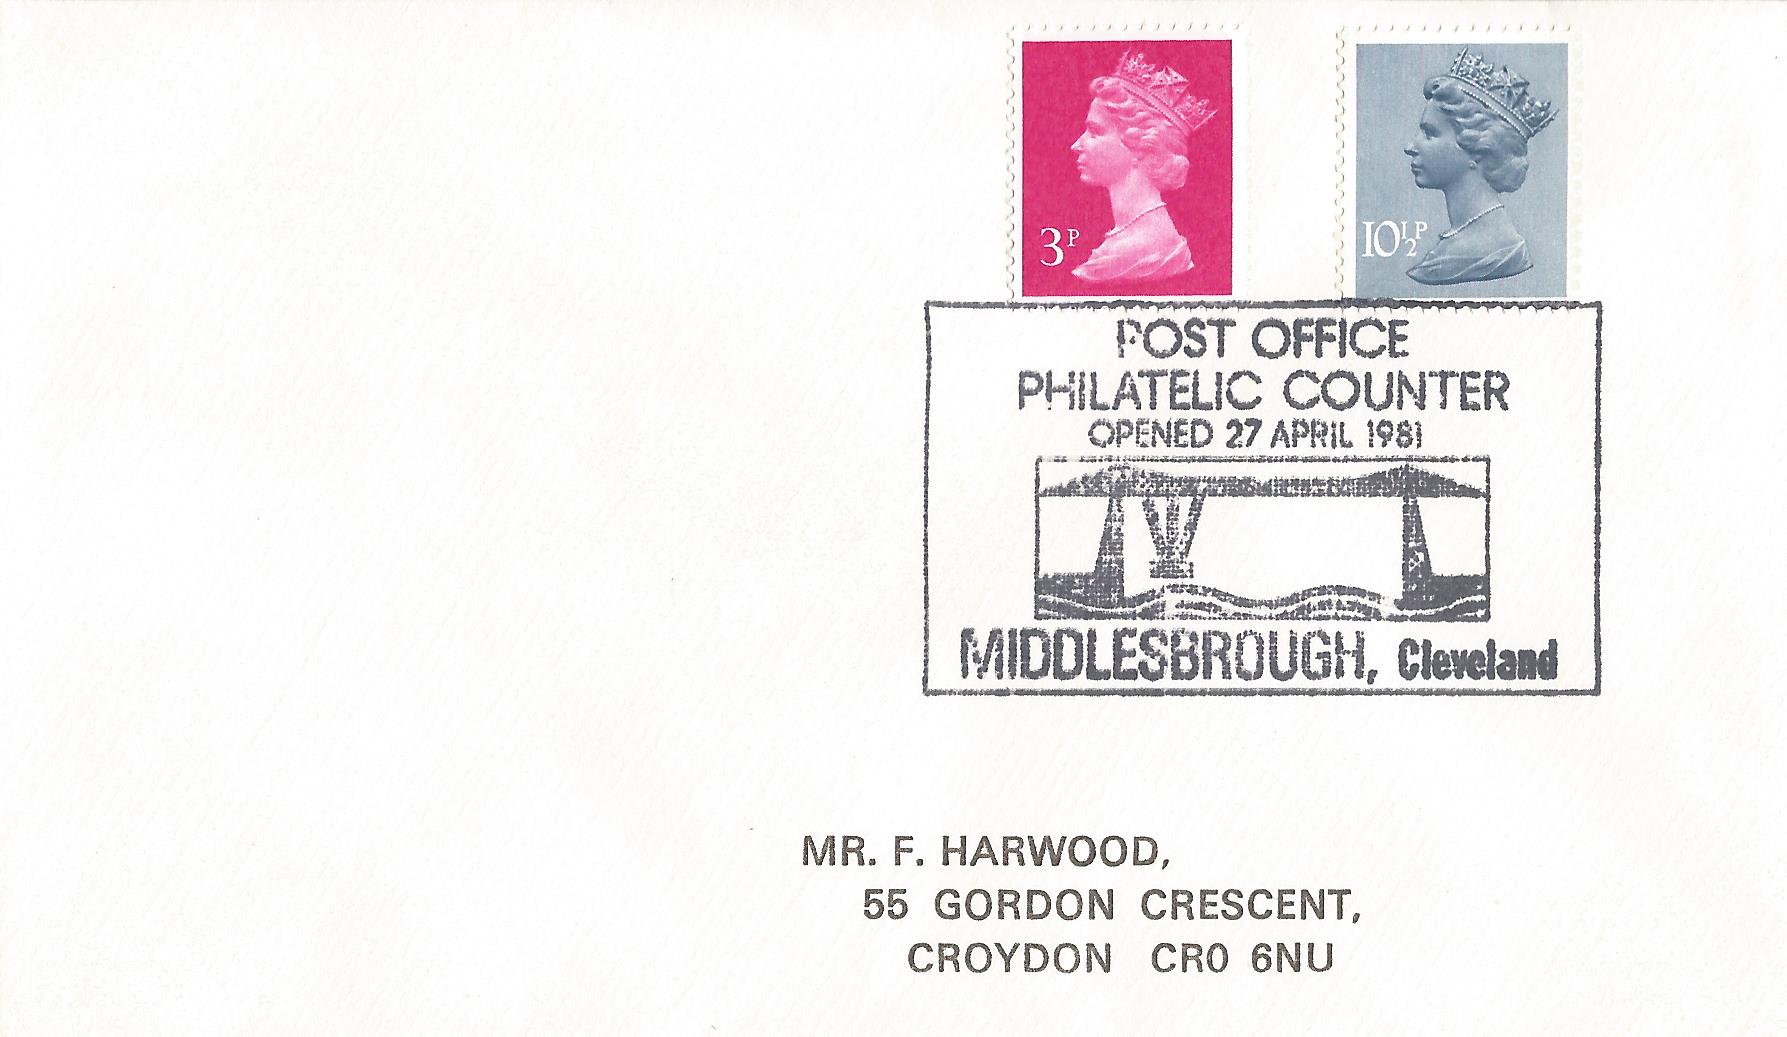 3P
10½P
POST OFFICE
PHILATELIC COUNTER
OPENED 27 APRIL 1981
MIDDLESBROUGH, Cleveland
MR. F. HARWOOD,
55 GORDON CRESCENT,
CROYDON CR0 6NU